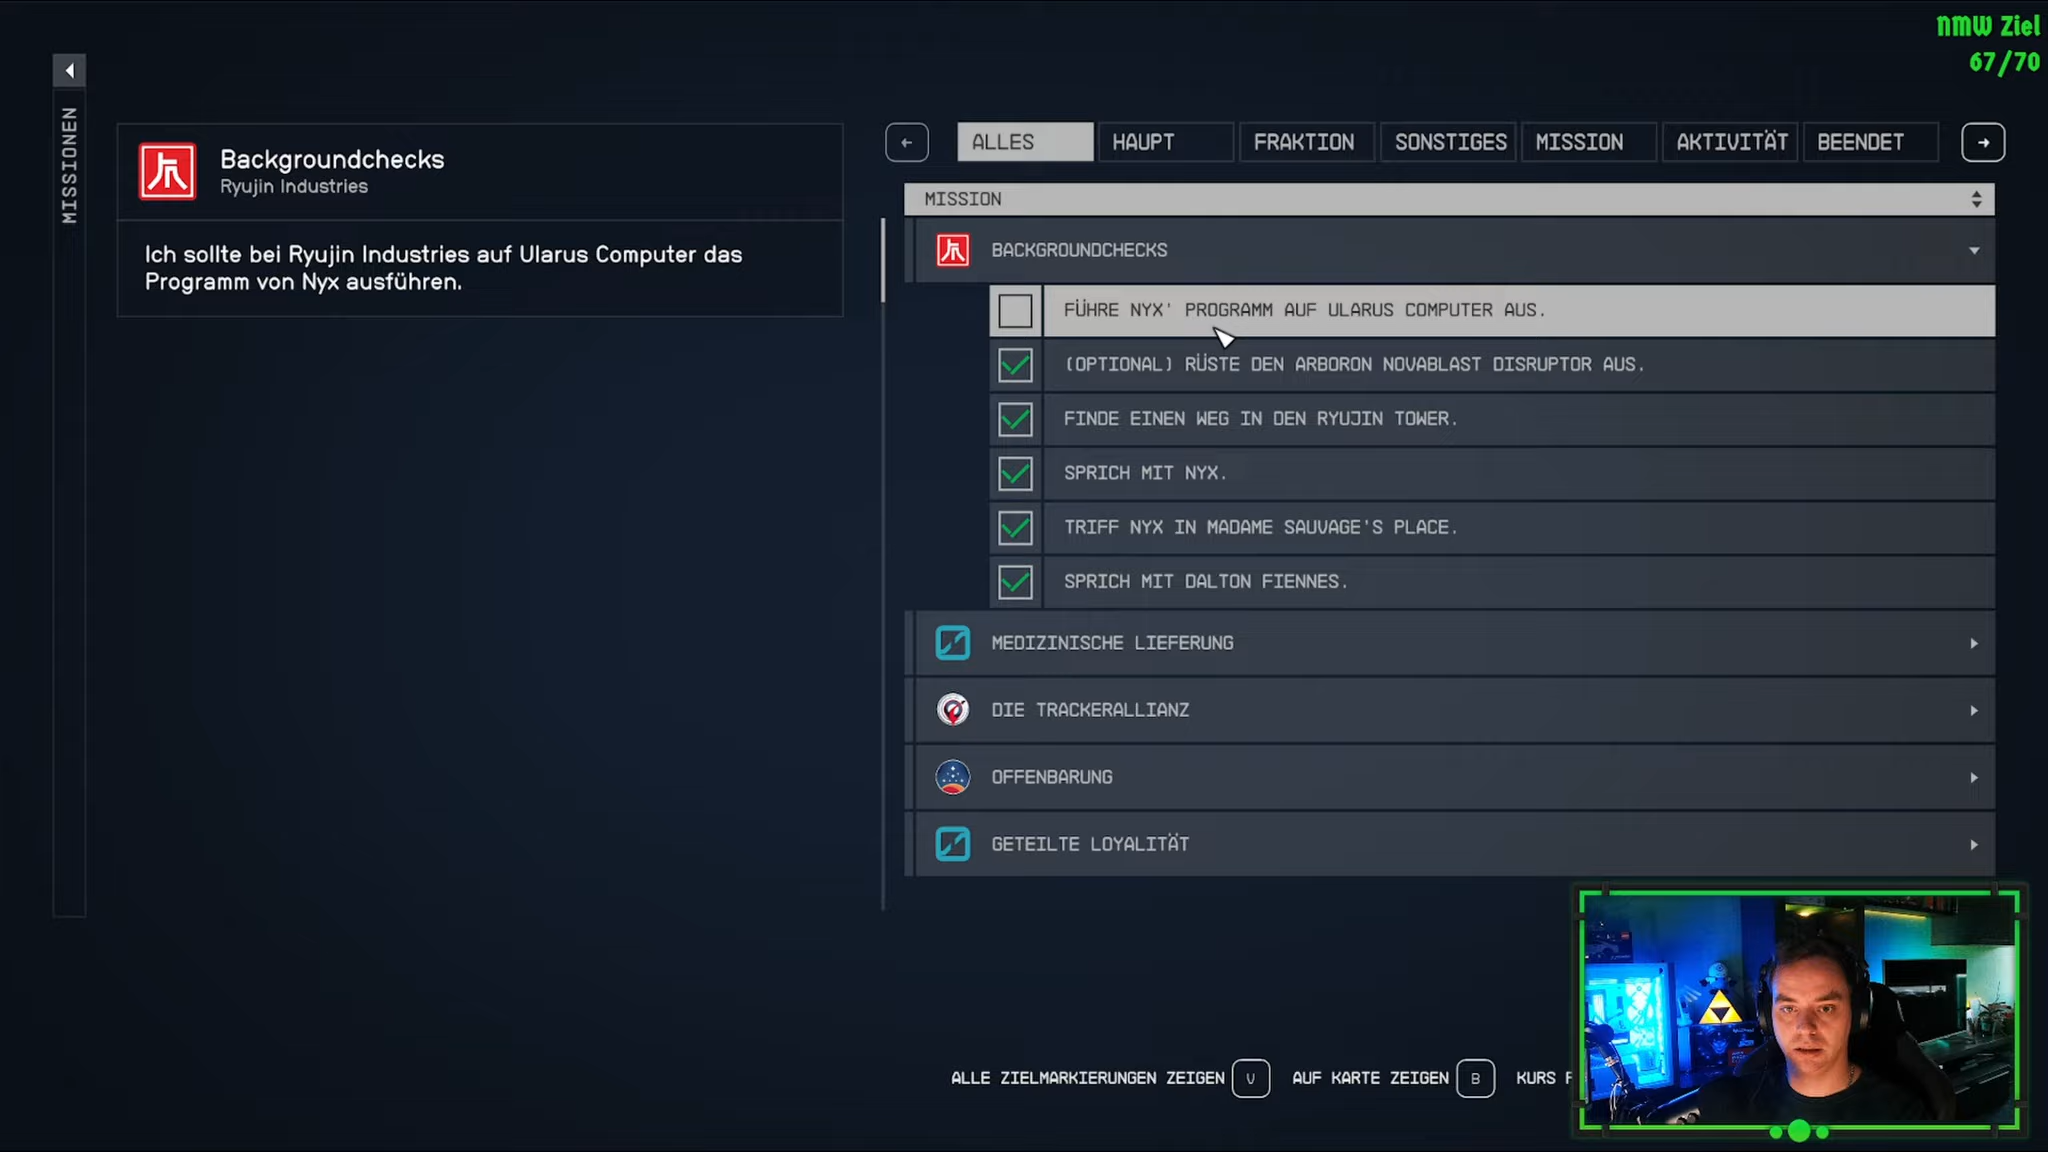 NMW Ziel
67/70
MISSIONEN
Backgroundchecks
Ryujin Industries
Ich sollte bei Ryujin Industries auf Ularus Computer das
Programm von Nyx ausführen.
ALLES
HAUPT
FRAKTION
SONSTIGES
MISSION
AKTIVITÄT
BEENDET
MISSION
BACKGROUNDCHECKS
FÜHRE NYX' PROGRAMM AUF ULARUS COMPUTER AUS.
(OPTIONAL) RÜSTE DEN ARBORON NOVABLAST DISRUPTOR AUS.
FINDE EINEN WEG IN DEN RYUJIN TOWER.
SPRICH MIT NYX.
TRIFF NYX IN MADAME SAUVAGE'S PLACE.
SPRICH MIT DALTON FIENNES.
MEDIZINISCHE LIEFERUNG
DIE TRACKERALLIANZ
OFFENBARUNG
GETEILTE LOYALITÄT
ALLE ZIELMARKIERUNGEN ZEIGEN V
AUF KARTE ZEIGEN B
KURS